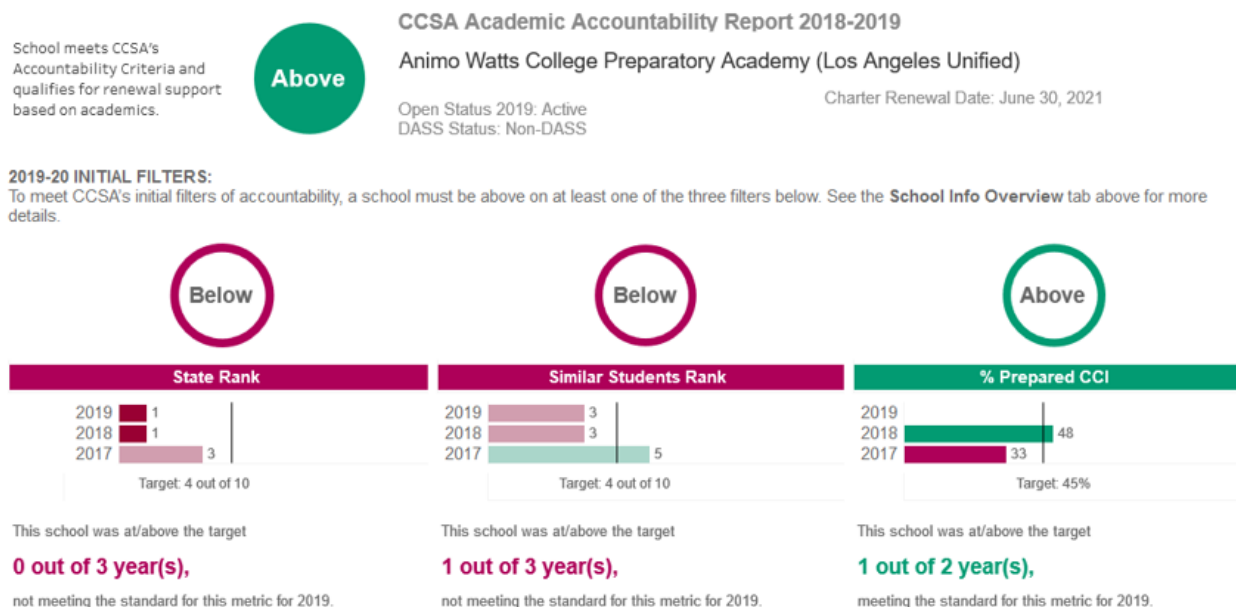 CCSA Academic Accountability Report 2018-2019
School meets CCSA's
Accountability Criteria and
qualifies for renewal support
based on academics.
Above
Animo Watts College Preparatory Academy (Los Angeles Unified)
Open Status 2019: Active
DASS Status: Non-DASS
Charter Renewal Date: June 30, 2021
2019-20 INITIAL FILTERS:
To meet CCSA's initial filters of accountability, a school must be above on at least one of the three filters below. See the School Info Overview tab above for more
details.
Below
State Rank
2019 1
2018 1
2017 3
Target: 4 out of 10
This school was at/above the target
0 out of 3 year(s),
not meeting the standard for this metric for 2019.
Below
Similar Students Rank
2019 3
2018 3
2017 5
Target: 4 out of 10
This school was at/above the target
1 out of 3 year(s),
not meeting the standard for this metric for 2019.
Above
% Prepared CCI
2019
2018 48
2017 33
Target: 45%
This school was at/above the target
1 out of 2 year(s),
meeting the standard for this metric for 2019.